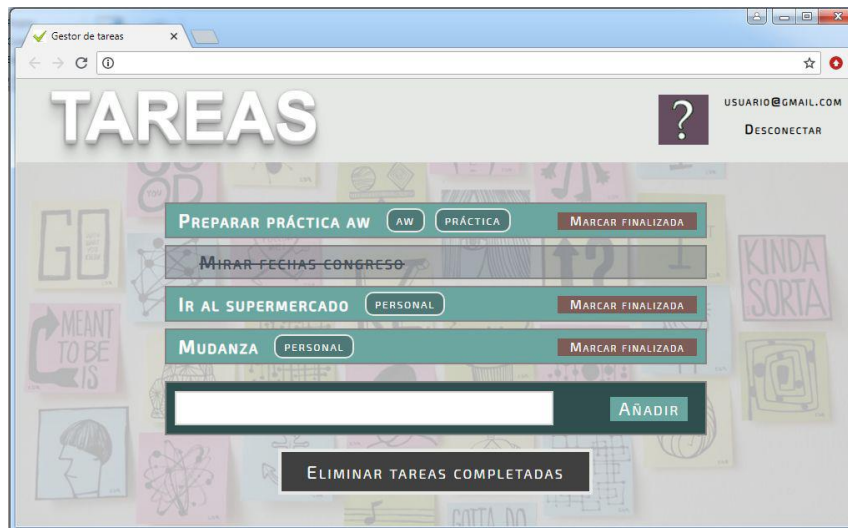 Gestor de tareas
TAREAS
?
usuario@gmail.com
Desconectar
Preparar práctica AW AW práctica Marcar finalizada
Mirar fechas congreso
Ir al supermercado personal Marcar finalizada
Mudanza personal Marcar finalizada
Añadir
Eliminar tareas completadas
GO
MEANT
TO BE
IS
KINDA
SORTA
GOTTA DO